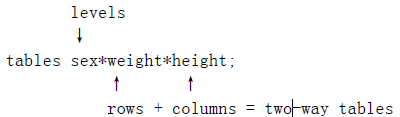 levels
↓
tables sex*weight*height;
↑ ↑
rows + columns = two-way tables